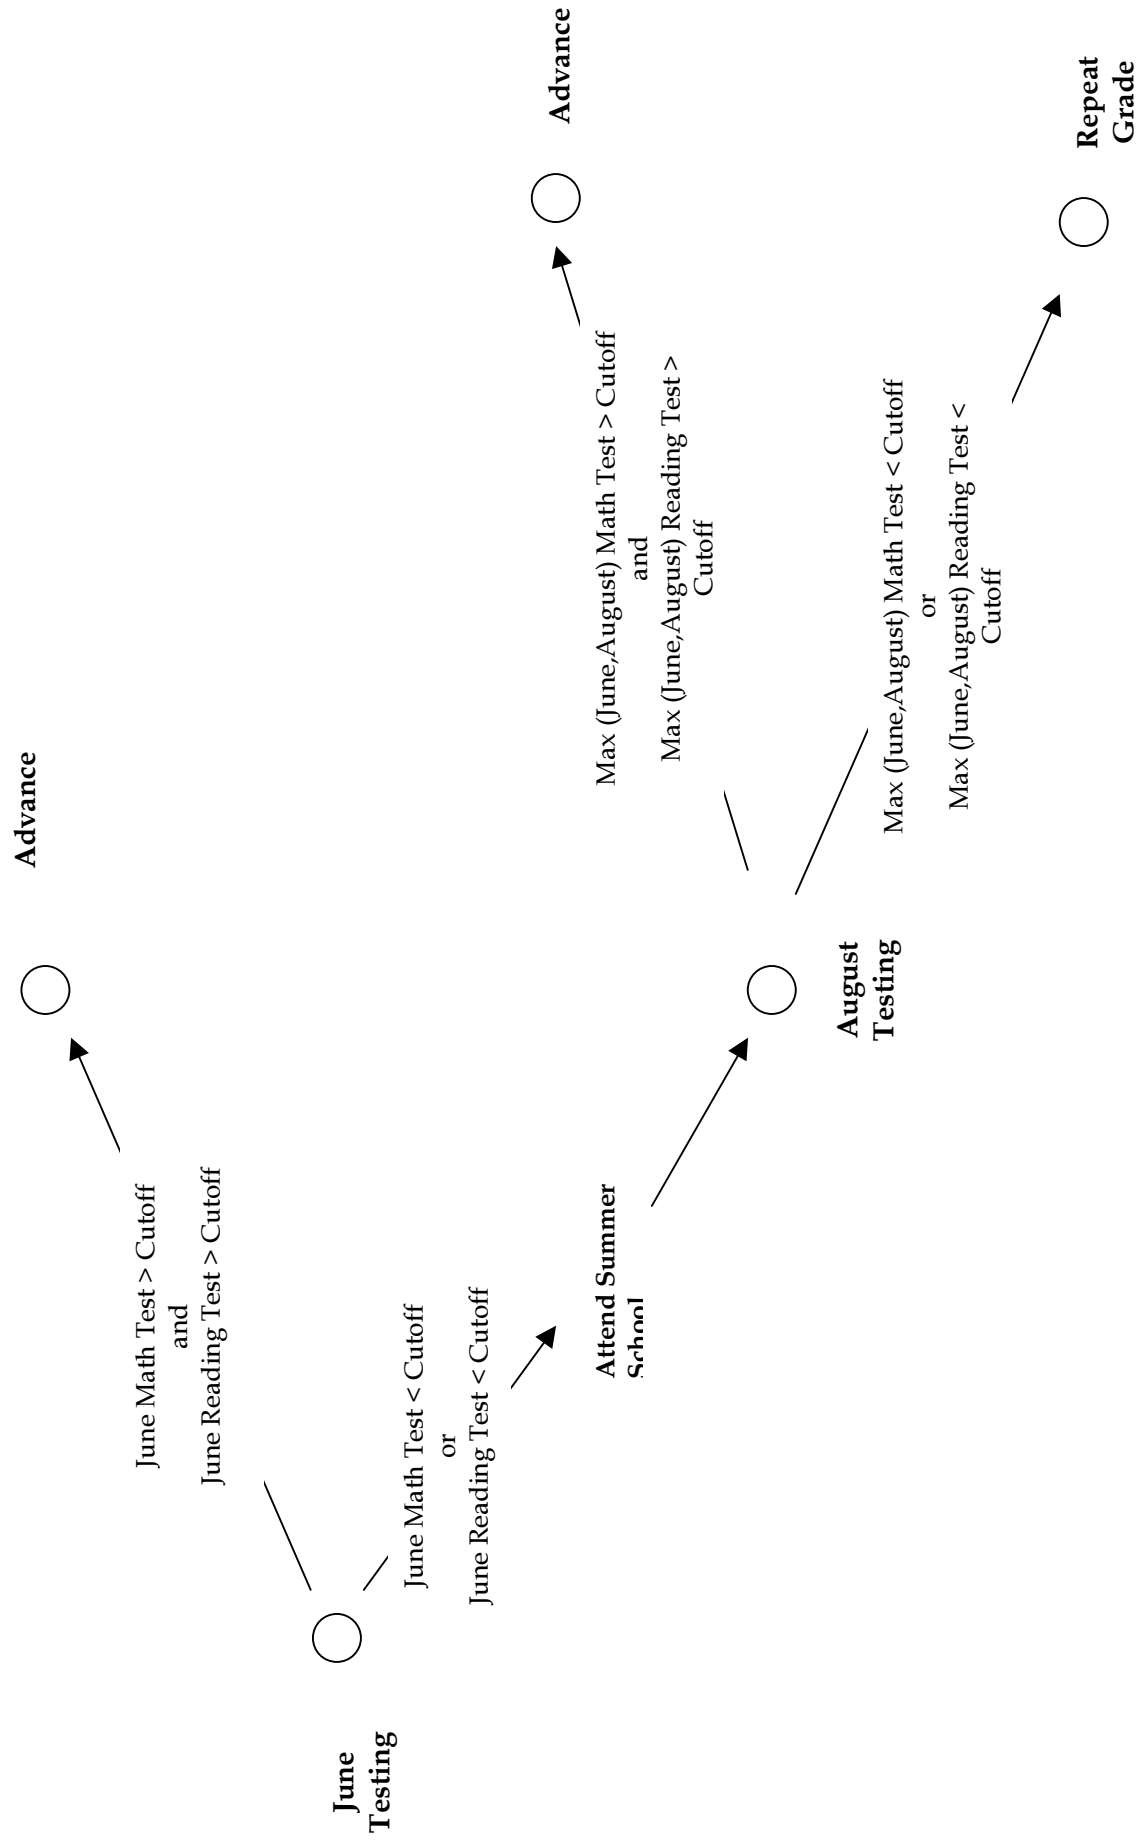 June
Testing
June Math Test > Cutoff
and
June Reading Test > Cutoff
Advance
June Math Test < Cutoff
or
June Reading Test < Cutoff
Attend Summer
School
August
Testing
Max (June,August) Math Test > Cutoff
and
Max (June,August) Reading Test >
Cutoff
Advance
Max (June,August) Math Test < Cutoff
or
Max (June,August) Reading Test <
Cutoff
Repeat
Grade